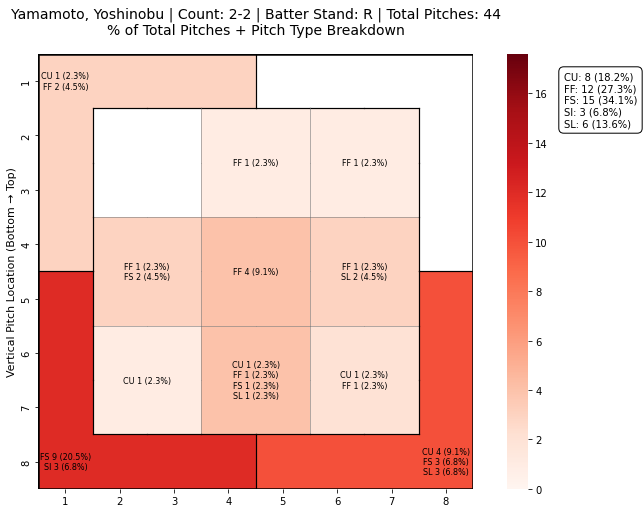 Yamamoto, Yoshinobu | Count: 2-2 | Batter Stand: R | Total Pitches: 44
% of Total Pitches + Pitch Type Breakdown
CU 1 (2.3%)
FF 2 (4.5%)
FF 1 (2.3%)
FF 1 (2.3%)
FF 1 (2.3%)
FS 2 (4.5%)
FF 4 (9.1%)
FF 1 (2.3%)
SL 2 (4.5%)
CU 1 (2.3%)
CU 1 (2.3%)
FF 1 (2.3%)
FS 1 (2.3%)
SL 1 (2.3%)
CU 1 (2.3%)
FF 1 (2.3%)
FS 9 (20.5%)
SI 3 (6.8%)
CU 4 (9.1%)
FS 3 (6.8%)
SL 3 (6.8%)
Vertical Pitch Location (Bottom → Top)
1
2
3
4
5
6
7
8
1 2 3 4 5 6 7 8
16
14
12
10
8
6
4
2
0
CU: 8 (18.2%)
FF: 12 (27.3%)
FS: 15 (34.1%)
SI: 3 (6.8%)
SL: 6 (13.6%)